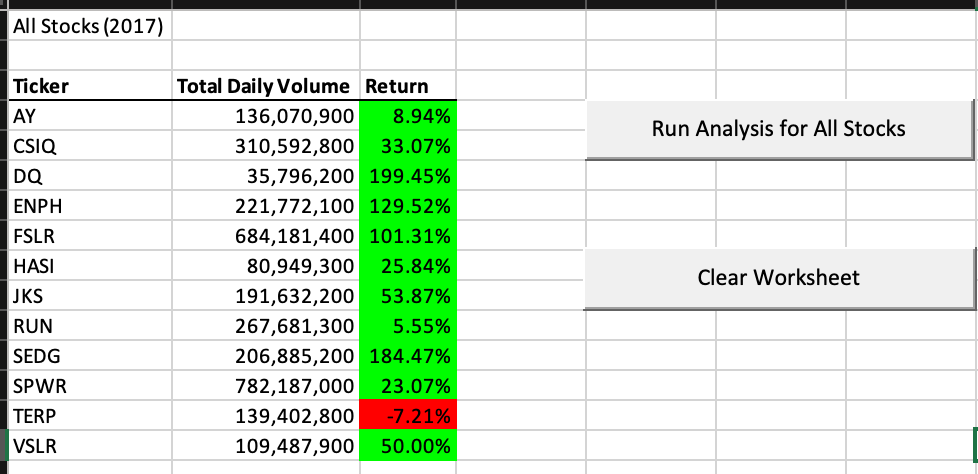 All Stocks (2017)
Ticker Total Daily Volume Return
AY 136,070,900 8.94%
Run Analysis for All Stocks
CSIQ 310,592,800 33.07%
DQ 35,796,200 199.45%
ENPH 221,772,100 129.52%
FSLR 684,181,400 101.31%
HASI 80,949,300 25.84%
Clear Worksheet
JKS 191,632,200 53.87%
RUN 267,681,300 5.55%
SEDG 206,885,200 184.47%
SPWR 782,187,000 23.07%
TERP 139,402,800 -7.21%
VSLR 109,487,900 50.00%